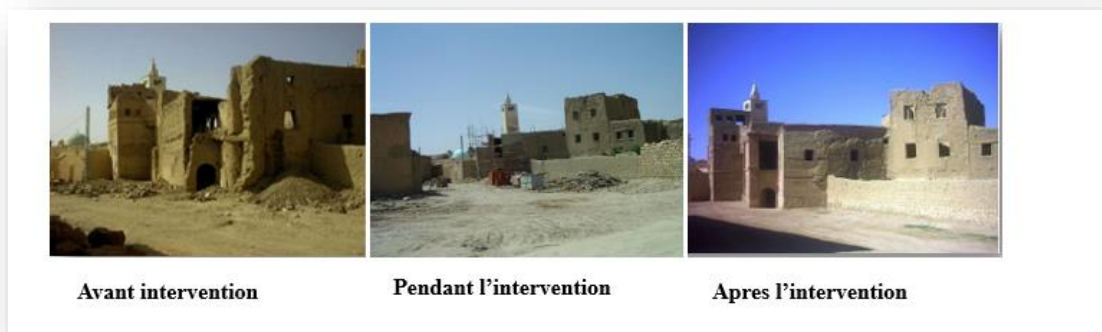 Avant intervention
Pendant l’intervention
Apres l’intervention